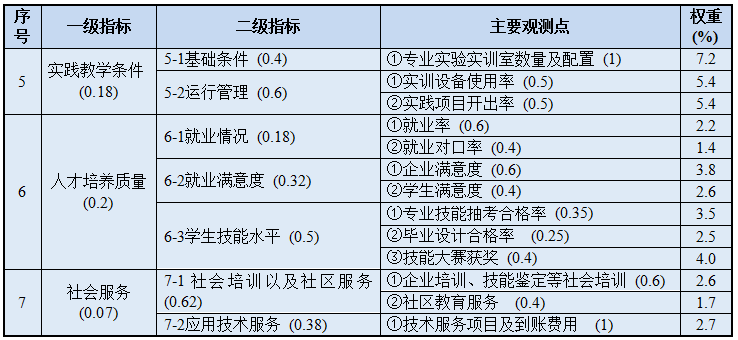 序号 一级指标 二级指标 主要观测点 权重(%)
5 实践教学条件(0.18) 5-1基础条件 (0.4) ①专业实验实训室数量及配置 (1) 7.2
5-2运行管理 (0.6) ①实训设备使用率 (0.5) 5.4
②实践项目开出率 (0.5) 5.4
6 人才培养质量(0.2) 6-1就业情况 (0.18) ①就业率 (0.6) 2.2
②就业对口率 (0.4) 1.4
6-2就业满意度 (0.32) ①企业满意度 (0.6) 3.8
②学生满意度 (0.4) 2.6
6-3学生技能水平 (0.5) ①专业技能抽考合格率 (0.35) 3.5
②毕业设计合格率 (0.25) 2.5
③技能大赛获奖 (0.4) 4.0
7 社会服务(0.07) 7-1 社会培训以及社区服务(0.62) ①企业培训、技能鉴定等社会培训 (0.6) 2.6
②社区教育服务 (0.4) 1.7
7-2应用技术服务 (0.38) ①技术服务项目及到账费用 (1) 2.7